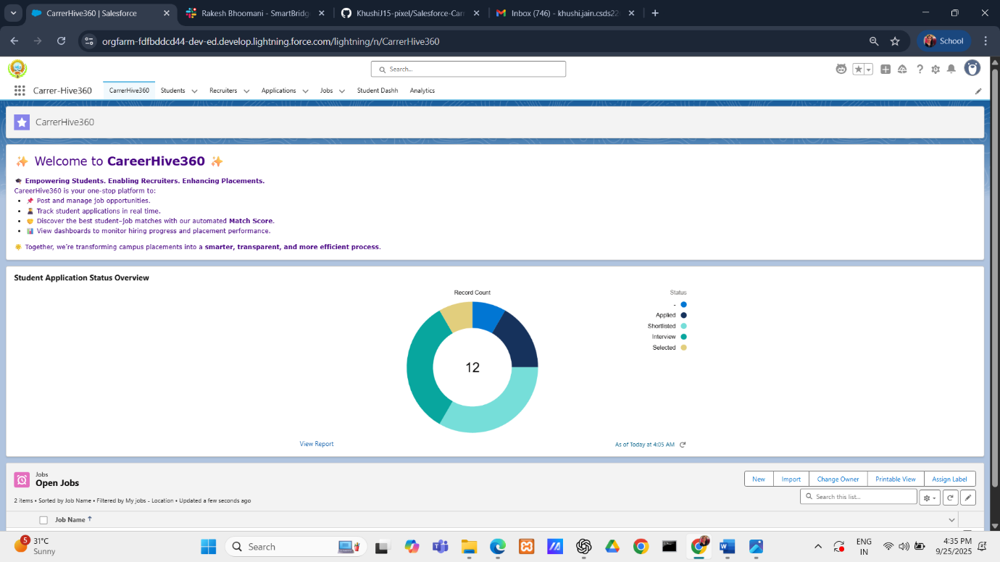 CarrerHive360 | Salesforce
Rakesh Bhoomani - SmartBridge
KhushiJ15-pixel/Salesforce-Carr
Inbox (746) - khushi.jain.csds22
orgfarm-fdfbddcd44-dev-ed.develop.lightning.force.com/lightning/n/CarrerHive360
School
Search...
Carrer-Hive360
CarrerHive360
Students
Recruiters
Applications
Jobs
Student Dashh
Analytics
CarrerHive360
✨ Welcome to CareerHive360 ✨
🎓 Empowering Students. Enabling Recruiters. Enhancing Placements.
CareerHive360 is your one-stop platform to:
• 📌 Post and manage job opportunities.
• 🧑‍🎓 Track student applications in real time.
• 🤝 Discover the best student–job matches with our automated Match Score.
• 📊 View dashboards to monitor hiring progress and placement performance.
🌟 Together, we’re transforming campus placements into a smarter, transparent, and more efficient process.
Student Application Status Overview
Record Count
Status
-
Applied
Shortlisted
Interview
Selected
12
View Report
As of Today at 4:05 AM
Jobs
Open Jobs
New
Import
Change Owner
Printable View
Assign Label
2 items • Sorted by Job Name • Filtered by My jobs - Location • Updated a few seconds ago
Search this list...
Job Name ↑
5
31°C
Sunny
Search
ENG
IN
4:35 PM
9/25/2025